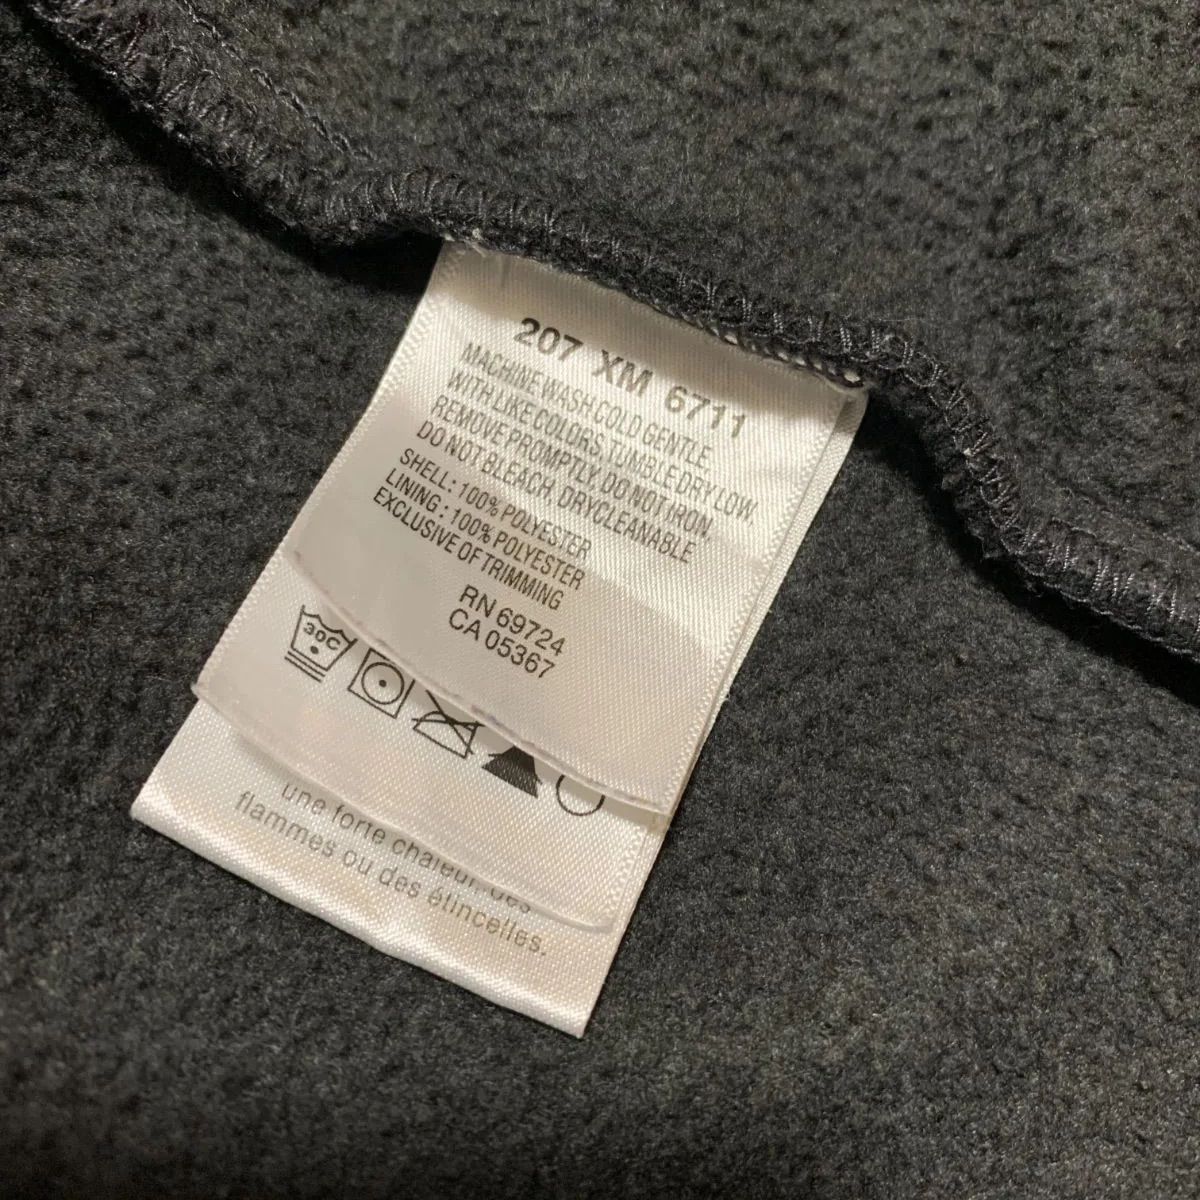 207 XM 6711
MACHINE WASH COLD GENTLE,
WITH LIKE COLORS, TUMBLE DRY LOW,
REMOVE PROMPTLY. DO NOT IRON,
DO NOT BLEACH, DRYCLEANABLE
SHELL: 100% POLYESTER
LINING: 100% POLYESTER
EXCLUSIVE OF TRIMMING
RN 69724
CA 05367
30C
une forte chaleur, des
flammes ou des étincelles.